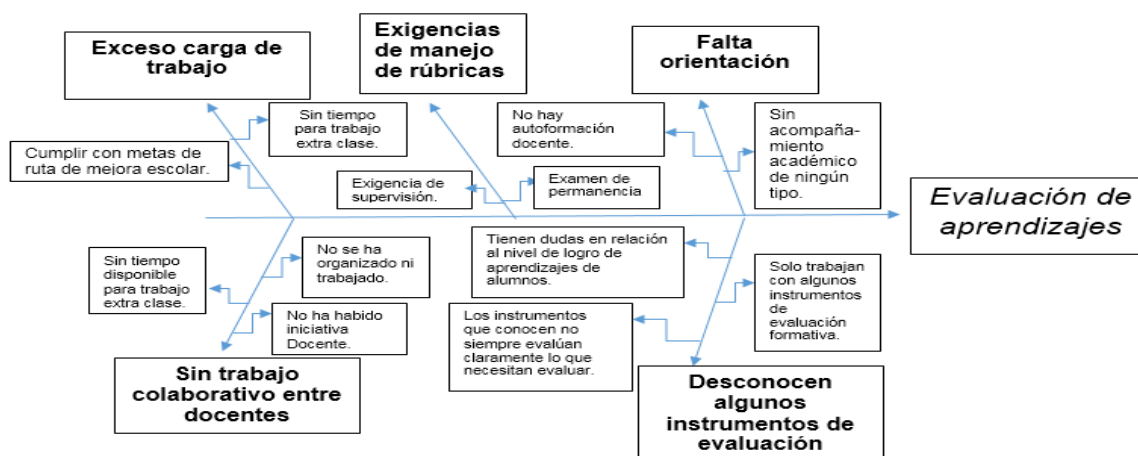 Exceso carga de
trabajo
Exigencias
de manejo
de rúbricas
Falta
orientación
Sin tiempo
para trabajo
extra clase.
Cumplir con metas de
ruta de mejora escolar.
No hay
autoformación
docente.
Sin
acompaña-
miento
académico
de ningún
tipo.
Exigencia de
supervisión.
Examen de
permanencia
Evaluación de
aprendizajes
Sin tiempo
disponible
para trabajo
extra clase.
No se ha
organizado ni
trabajado.
No ha habido
iniciativa
Docente.
Tienen dudas en relación
al nivel de logro de
aprendizajes de
alumnos.
Los instrumentos
que conocen no
siempre evalúan
claramente lo que
necesitan evaluar.
Solo trabajan
con algunos
instrumentos
de
evaluación
formativa.
Sin trabajo
colaborativo entre
docentes
Desconocen
algunos
instrumentos de
evaluación